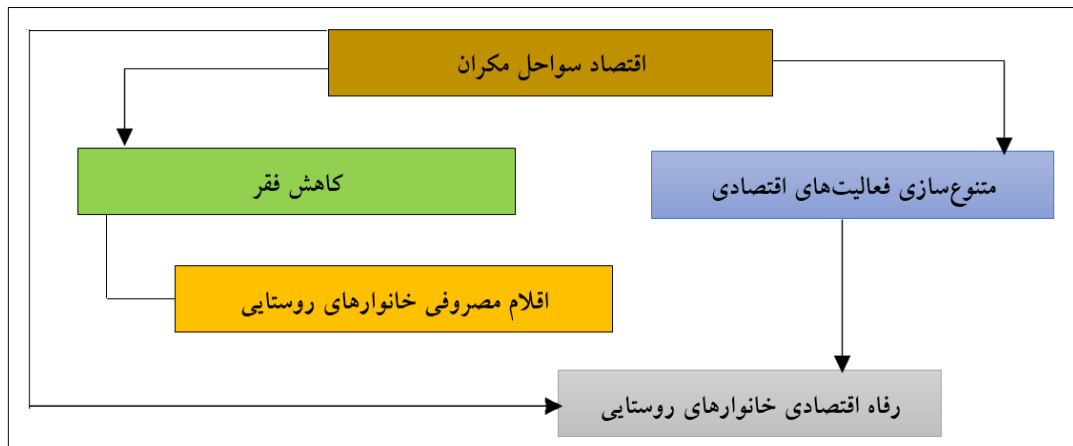 اقتصاد سواحل مکران
کاهش فقر
متنوع‌سازی فعالیت‌های اقتصادی
اقلام مصروفی خانوارهای روستایی
رفاه اقتصادی خانوارهای روستایی